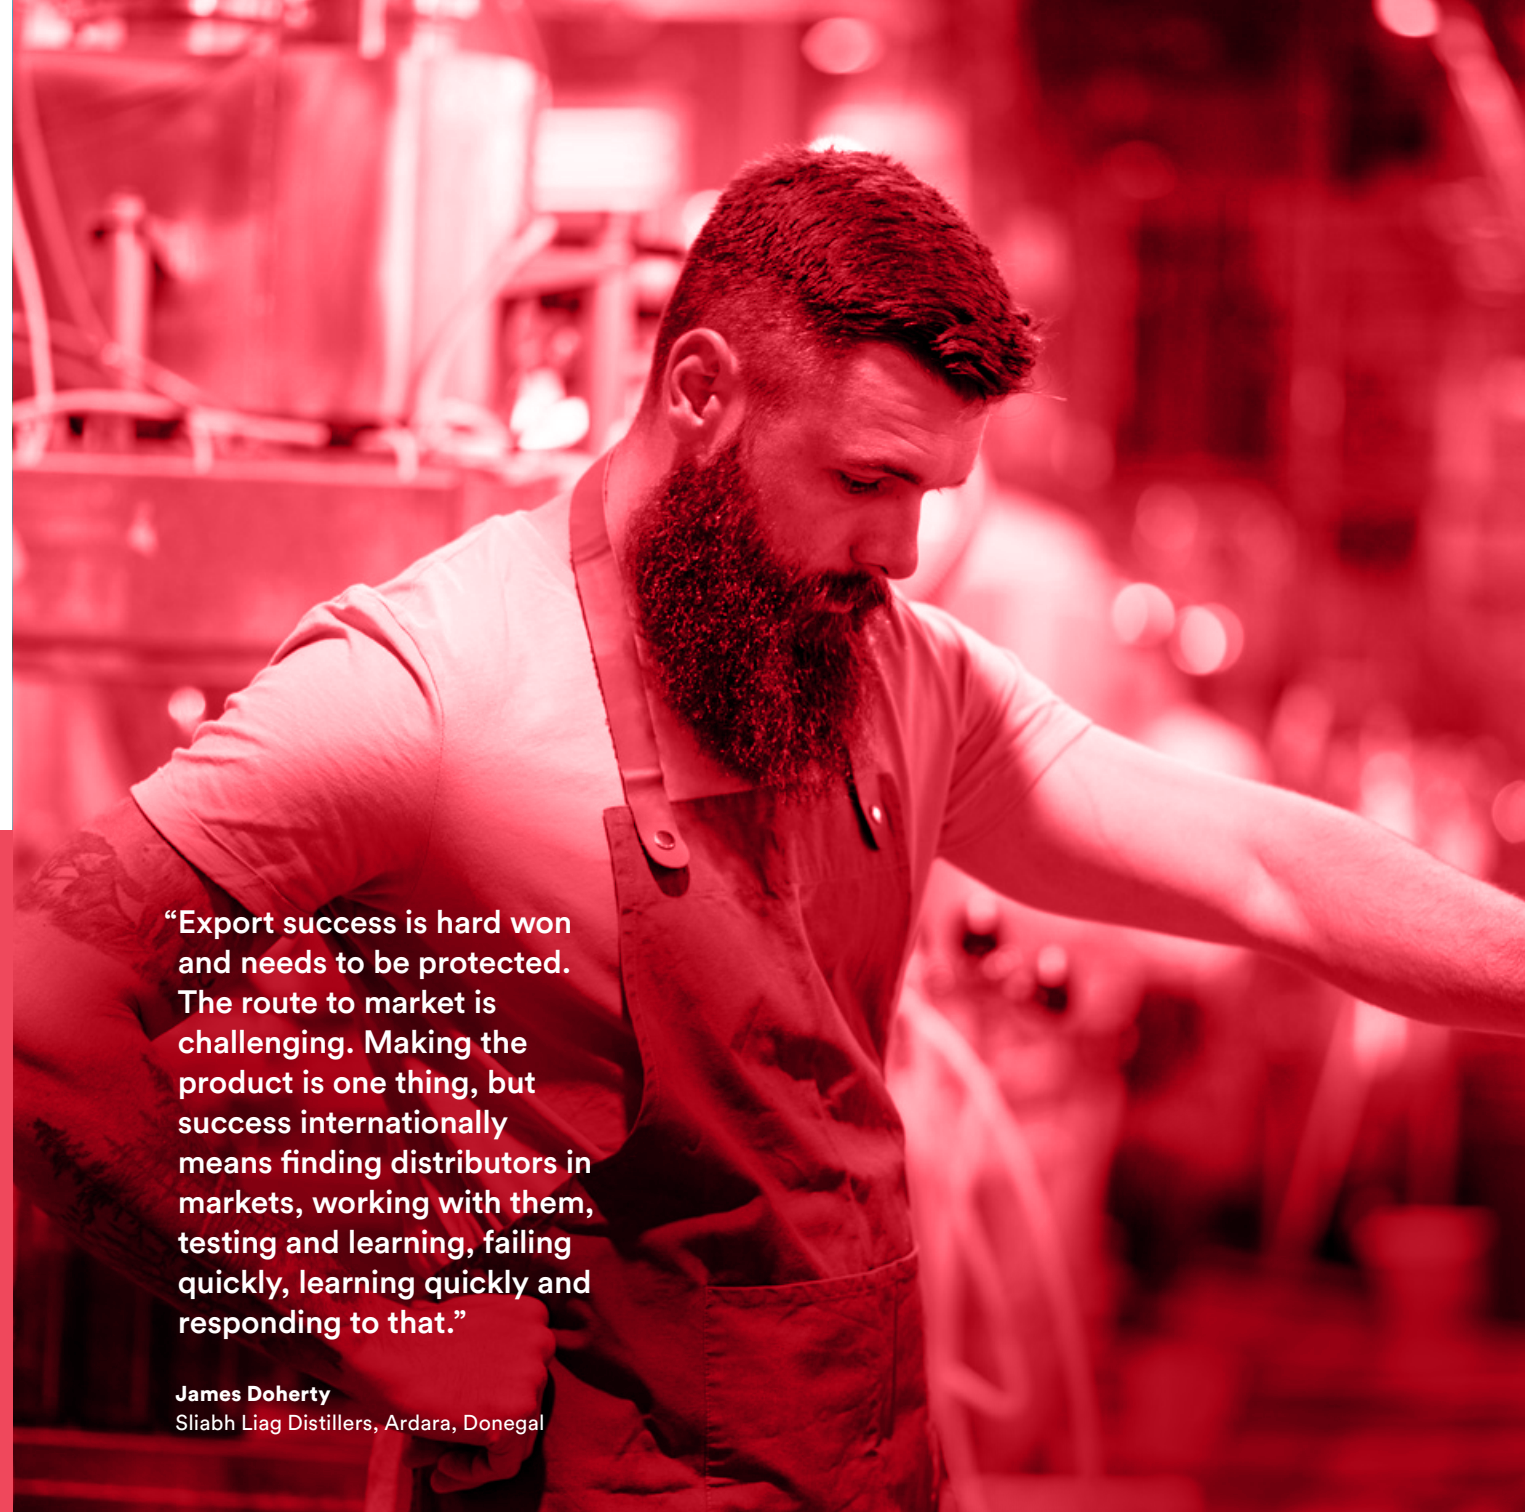 “Export success is hard won
and needs to be protected.
The route to market is
challenging. Making the
product is one thing, but
success internationally
means finding distributors in
markets, working with them,
testing and learning, failing
quickly, learning quickly and
responding to that.”
James Doherty
Sliabh Liag Distillers, Ardara, Donegal